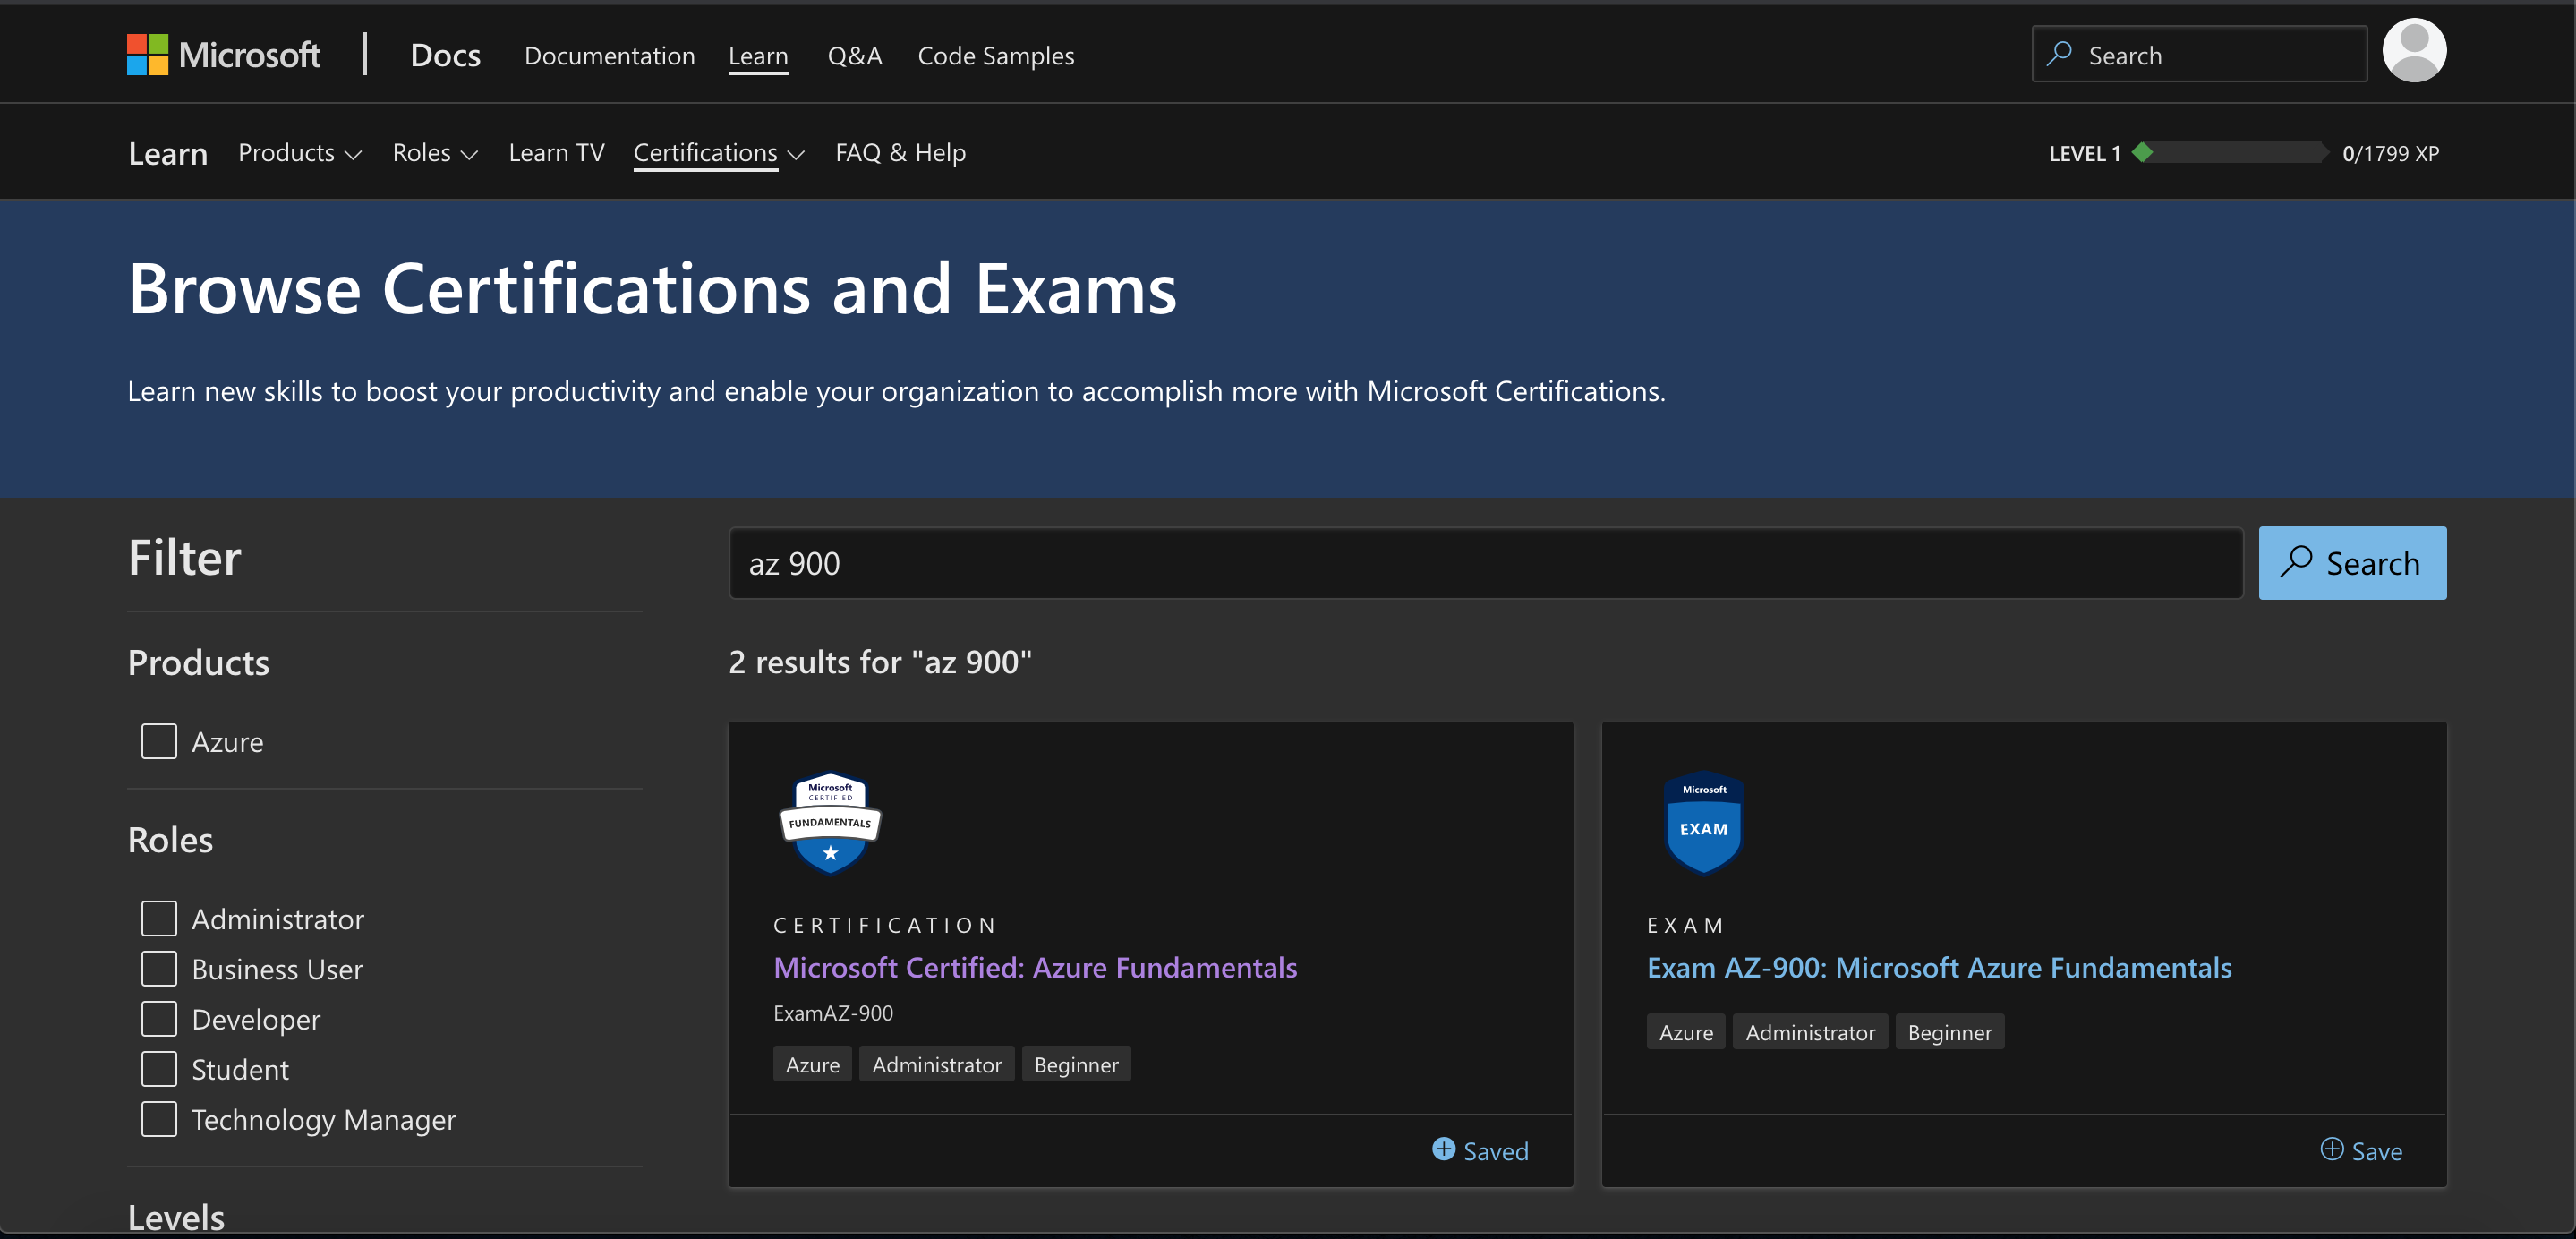 Microsoft | Docs Documentation Learn Q&A Code Samples Search
Learn Products Roles Learn TV Certifications FAQ & Help LEVEL 1 0/1799 XP
Browse Certifications and Exams
Learn new skills to boost your productivity and enable your organization to accomplish more with Microsoft Certifications.
Filter
Products
Azure
Roles
Administrator
Business User
Developer
Student
Technology Manager
Levels
az 900 Search
2 results for "az 900"
Microsoft
CERTIFIED
FUNDAMENTALS
CERTIFICATION
Microsoft Certified: Azure Fundamentals
ExamAZ-900
Azure Administrator Beginner
Saved
Microsoft
EXAM
EXAM
Exam AZ-900: Microsoft Azure Fundamentals
Azure Administrator Beginner
Save